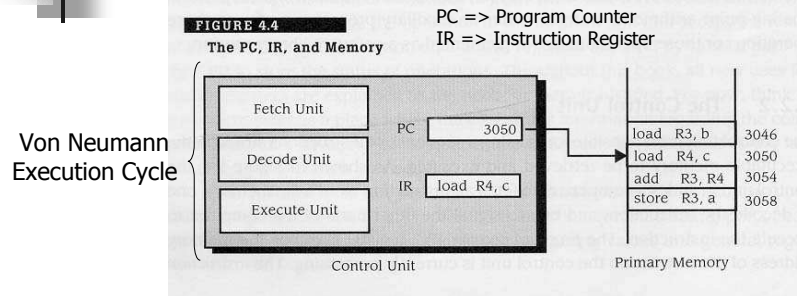 FIGURE 4.4
The PC, IR, and Memory
PC => Program Counter
IR => Instruction Register
Von Neumann
Execution Cycle
Fetch Unit
Decode Unit
Execute Unit
PC
3050
IR
load R4, c
load R3, b 3046
load R4, c 3050
add R3, R4 3054
store R3, a 3058
Control Unit
Primary Memory